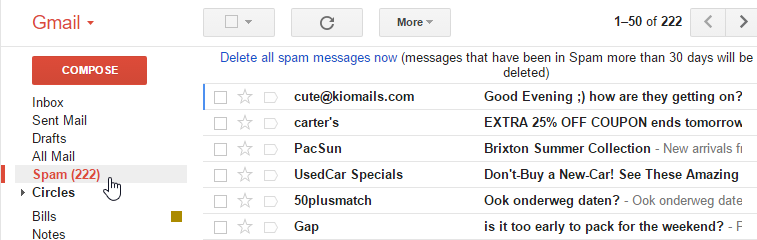 Gmail
More
1–50 of 222
COMPOSE
Inbox
Sent Mail
Drafts
All Mail
Spam (222)
Circles
Bills
Notes
Delete all spam messages now (messages that have been in Spam more than 30 days will be
deleted)
cute@kiomails.com Good Evening ;) how are they getting on?
carter's EXTRA 25% OFF COUPON ends tomorrow
PacSun Brixton Summer Collection - New arrivals
UsedCar Specials Don't-Buy a New-Car! See These Amazing
50plusmatch Ook onderweg daten? - Ook onderweg date
Gap is it too early to pack for the weekend? - F